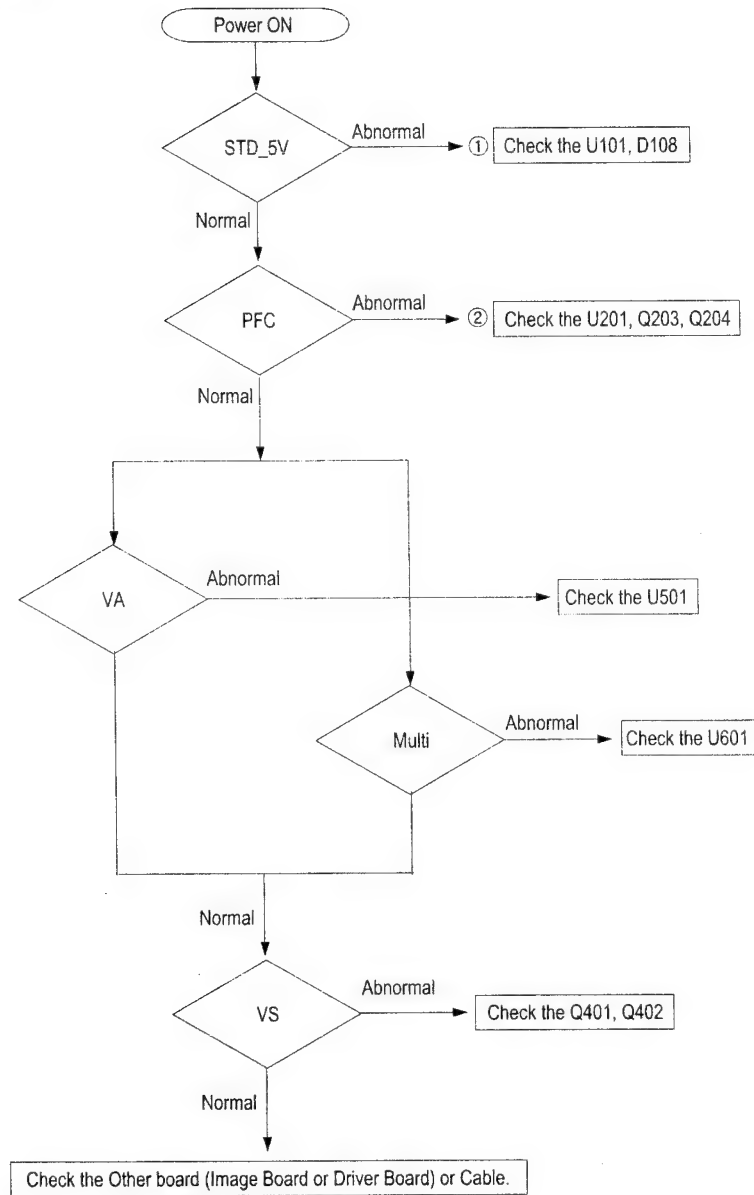 Power ON
STD_5V
Abnormal
① Check the U101, D108
Normal
PFC
Abnormal
② Check the U201, Q203, Q204
Normal
VA
Abnormal
Check the U501
Multi
Abnormal
Check the U601
Normal
VS
Abnormal
Check the Q401, Q402
Normal
Check the Other board (Image Board or Driver Board) or Cable.